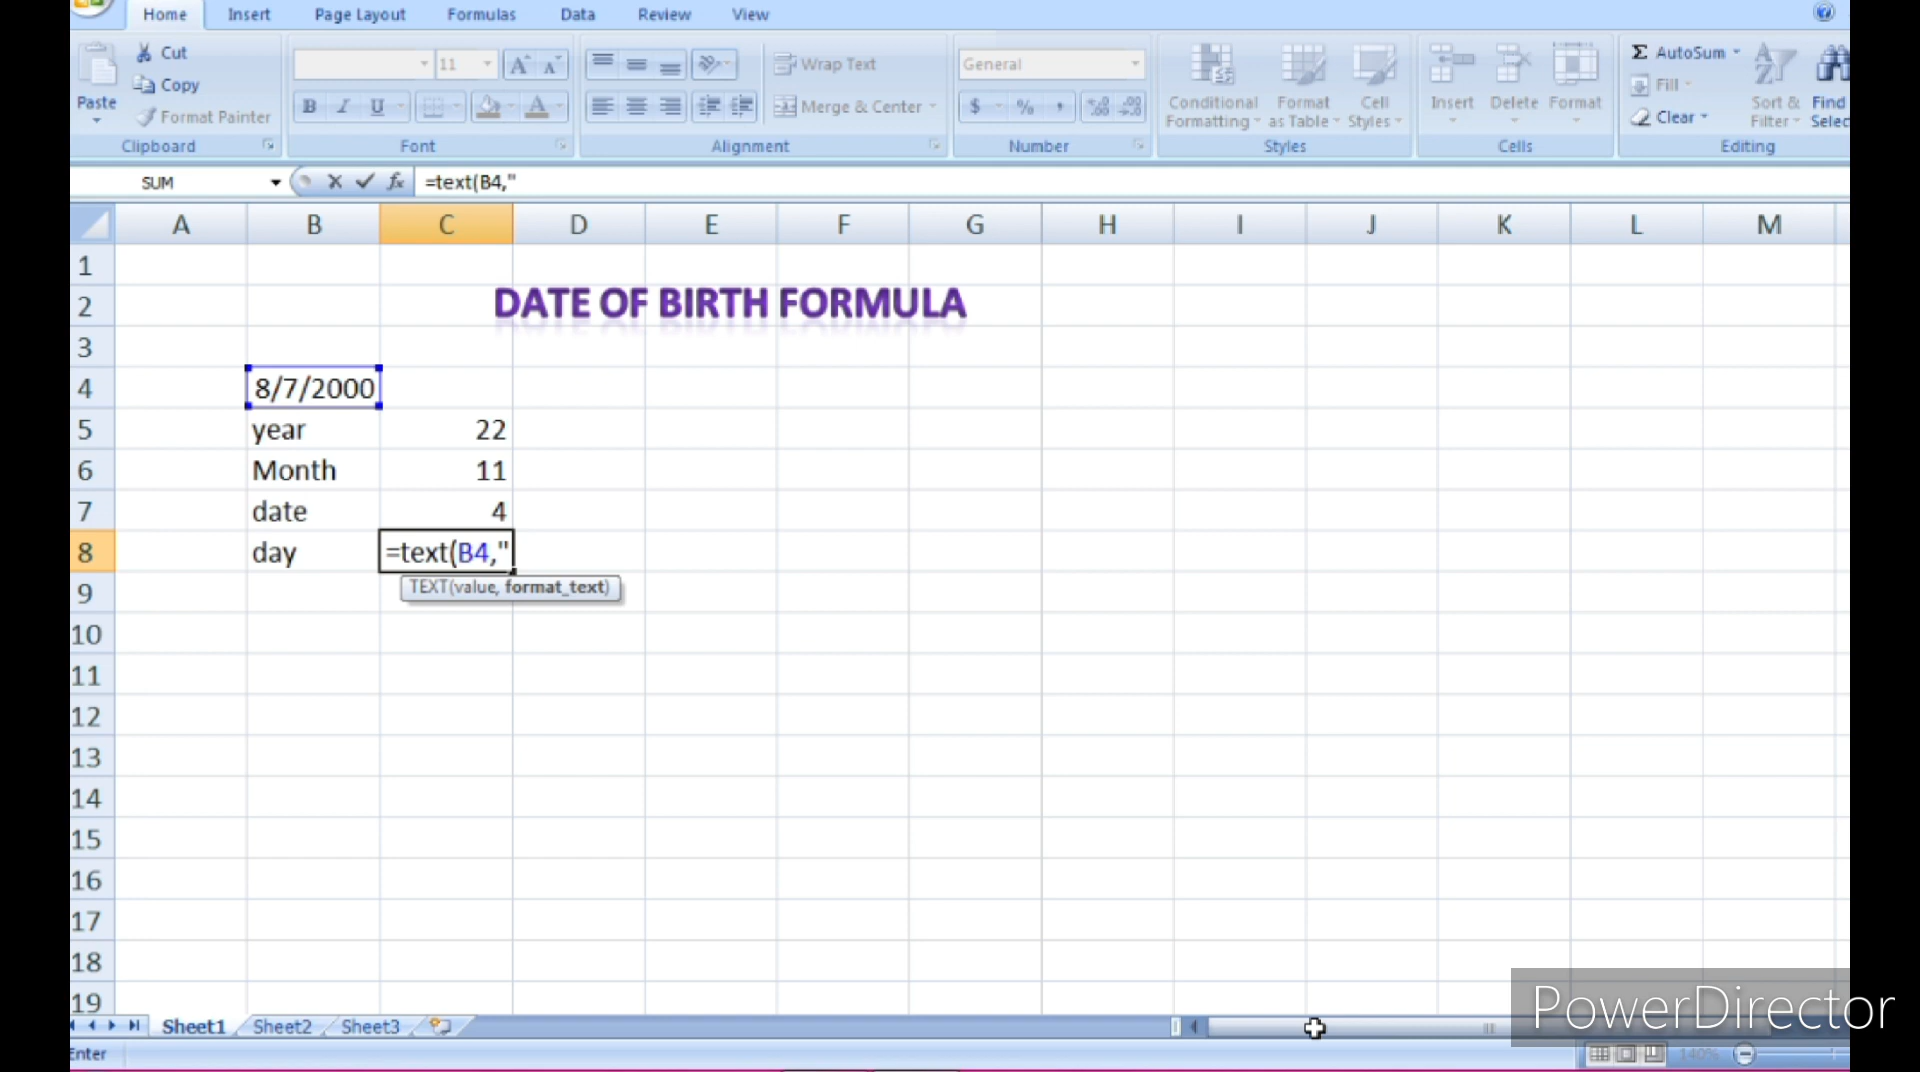 Home Insert Page Layout Formulas Data Review View
Cut
Copy
Format Painter
Paste
Clipboard
11
Font
Wrap Text
Merge & Center
Alignment
General
$ % ,
Number
Conditional Formatting
Format as Table
Cell Styles
Styles
Insert Delete Format
Cells
Σ AutoSum
Fill
Clear
Sort & Filter
Find
Selec
Editing
SUM fx =text(B4,"
A B C D E F G H I J K L M
1
DATE OF BIRTH FORMULA
2
3
4 8/7/2000
5 year 22
6 Month 11
7 date 4
8 day =text(B4,"
TEXT(value, format_text)
9
10
11
12
13
14
15
16
17
18
19
Sheet1 Sheet2 Sheet3
PowerDirector
Enter
140%